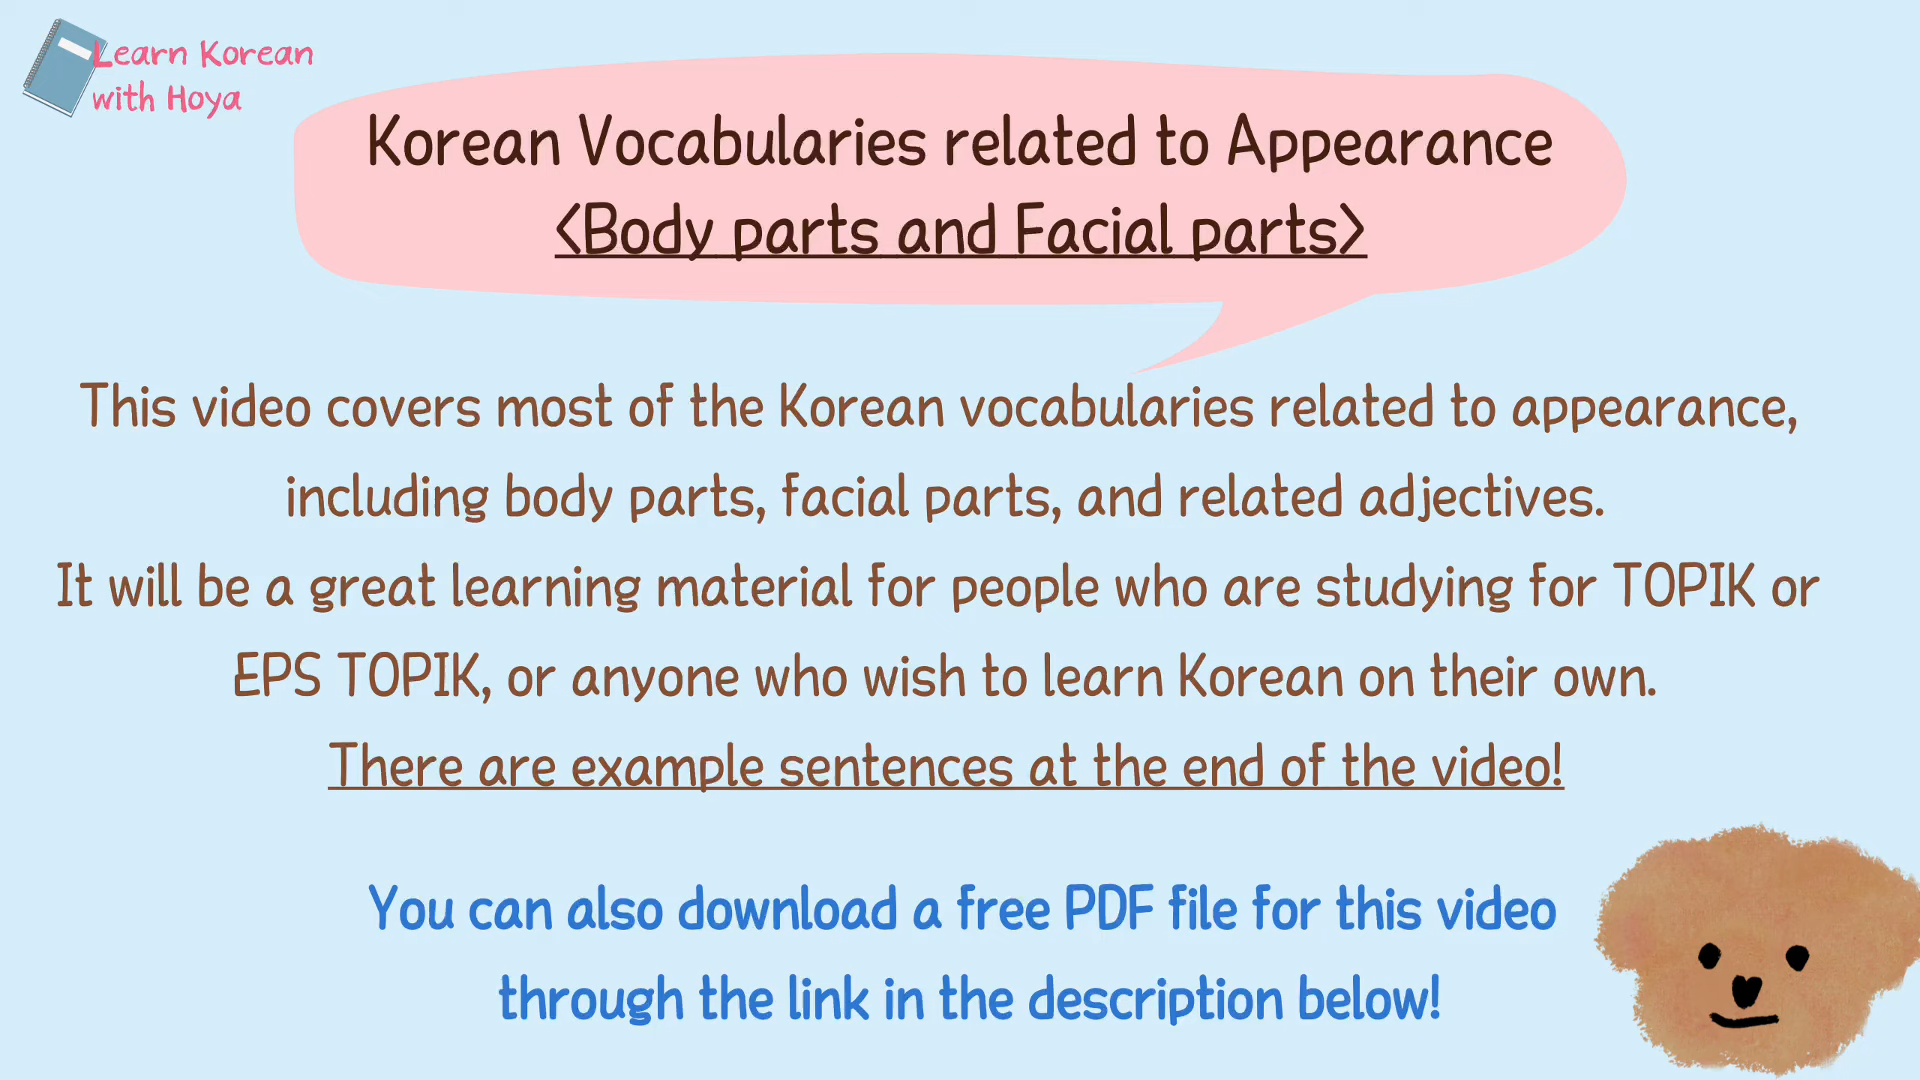 Learn Korean
with Hoya
Korean Vocabularies related to Appearance
<Body parts and Facial parts>
This video covers most of the Korean vocabularies related to appearance,
including body parts, facial parts, and related adjectives.
It will be a great learning material for people who are studying for TOPIK or
EPS TOPIK, or anyone who wish to learn Korean on their own.
There are example sentences at the end of the video!
You can also download a free PDF file for this video
through the link in the description below!